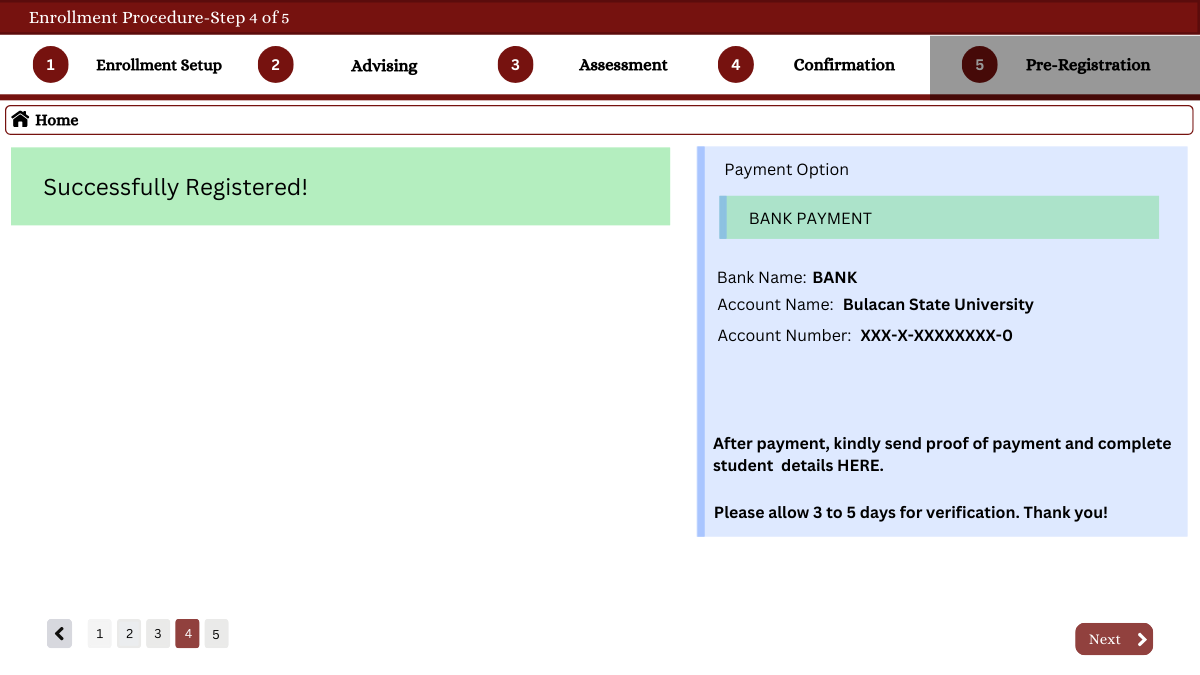 Enrollment Procedure-Step 4 of 5
1 Enrollment Setup 2 Advising 3 Assessment 4 Confirmation 5 Pre-Registration
Home
Successfully Registered!
Payment Option
BANK PAYMENT
Bank Name: BANK
Account Name: Bulacan State University
Account Number: XXX-X-XXXXXXXX-0
After payment, kindly send proof of payment and complete
student details HERE.
Please allow 3 to 5 days for verification. Thank you!
1 2 3 4 5
Next